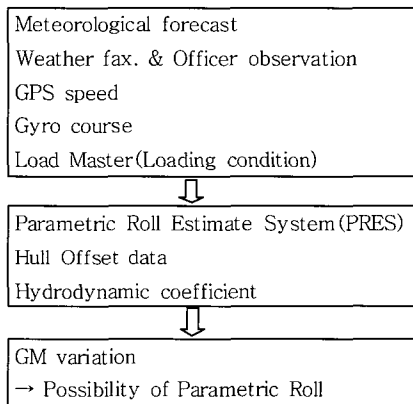 Meteorological forecast
Weather fax. & Officer observation
GPS speed
Gyro course
Load Master(Loading condition)
Parametric Roll Estimate System(PRES)
Hull Offset data
Hydrodynamic coefficient
GM variation
→ Possibility of Parametric Roll